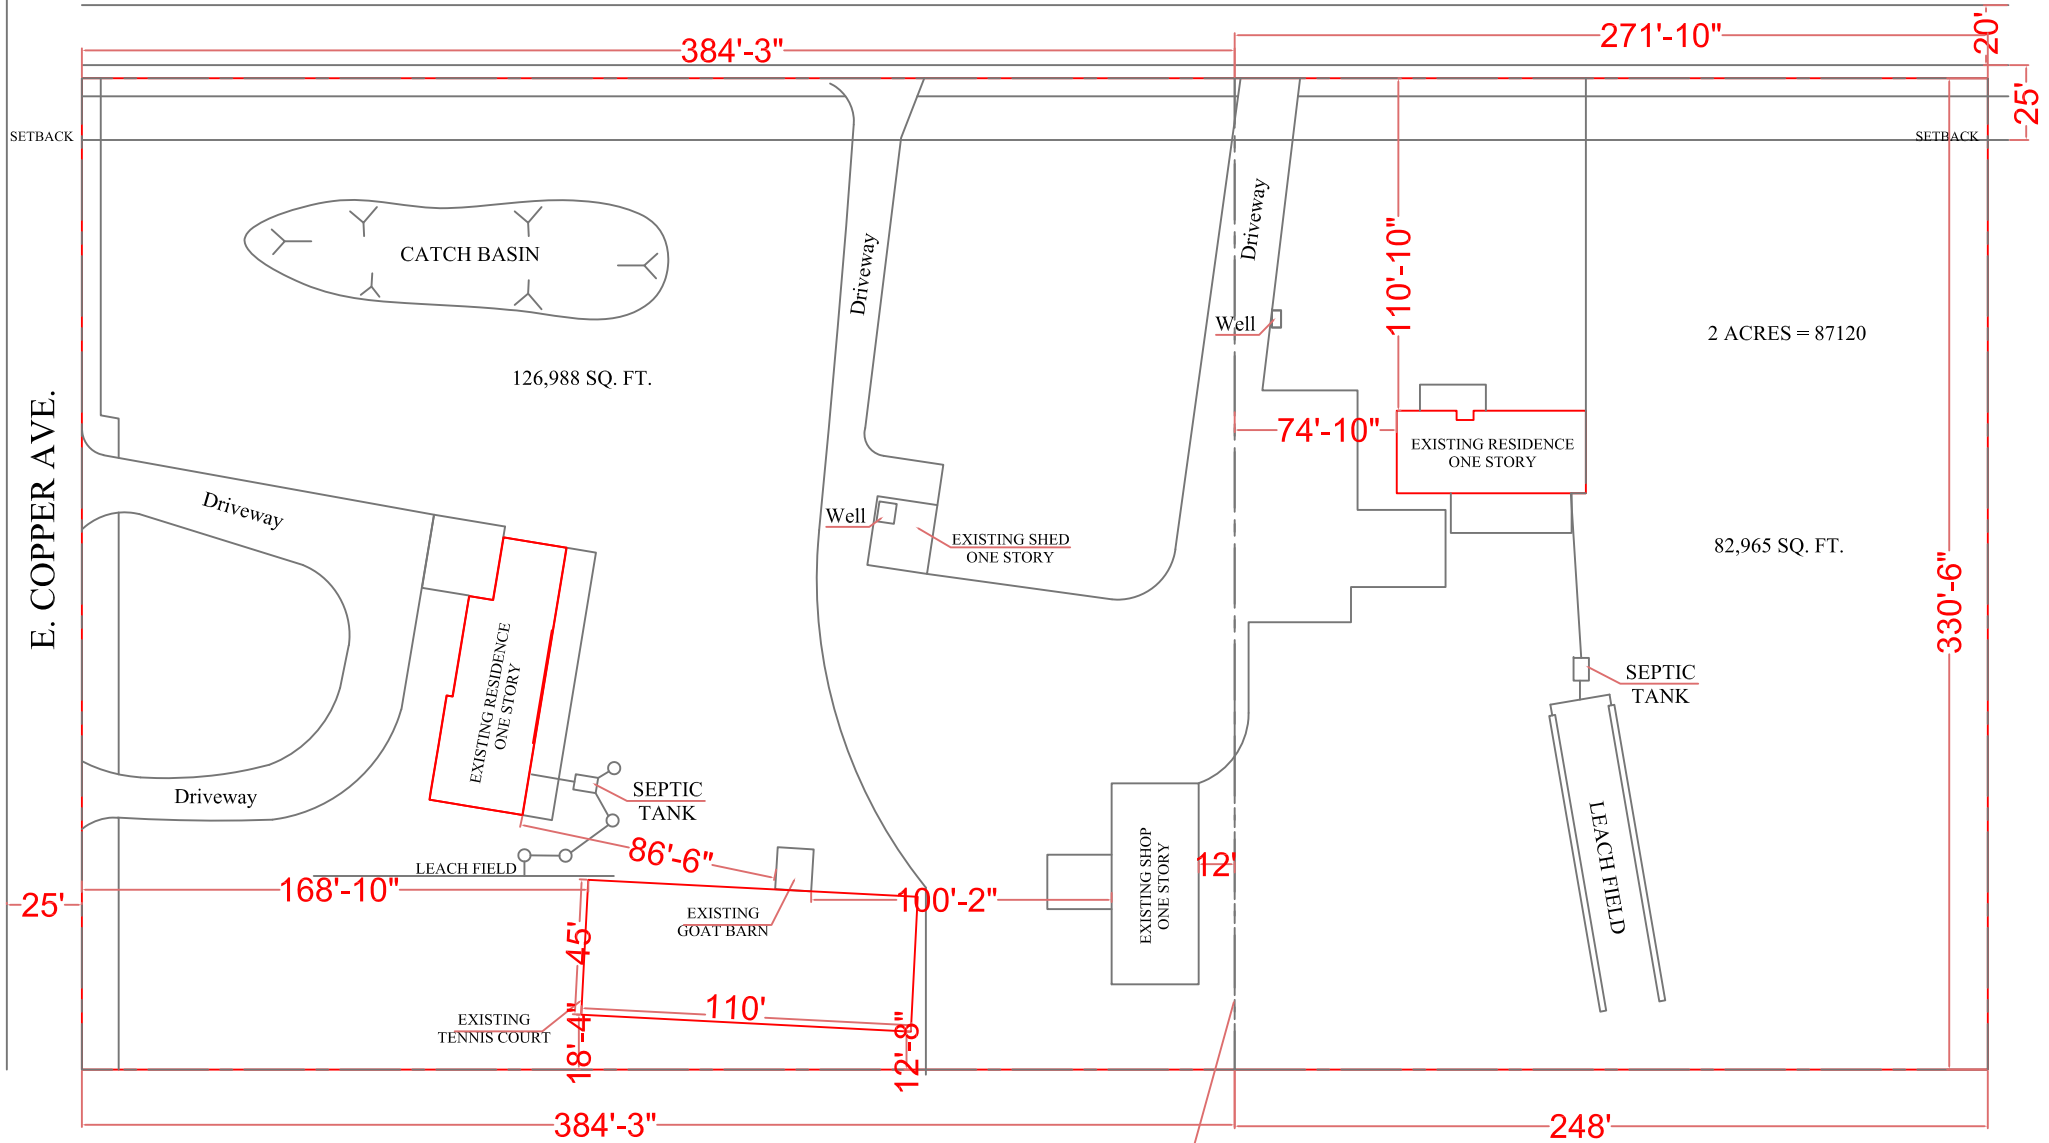 271'-10"
20'
384'-3"
25'
SETBACK
SETBACK
Driveway
Driveway
110'-10"
CATCH BASIN
Well
2 ACRES = 87120
126,988 SQ. FT.
E. COPPER AVE.
74'-10"
EXISTING RESIDENCE
ONE STORY
Driveway
Well
EXISTING SHED
ONE STORY
82,965 SQ. FT.
330'-6"
EXISTING RESIDENCE
ONE STORY
SEPTIC
TANK
SEPTIC
TANK
Driveway
86'-6"
LEACH FIELD
168'-10"
25'
100'-2"
12'
EXISTING SHOP
ONE STORY
LEACH FIELD
EXISTING
GOAT BARN
45'
110'
EXISTING
TENNIS COURT
18'-4"
12'-8"
384'-3"
248'